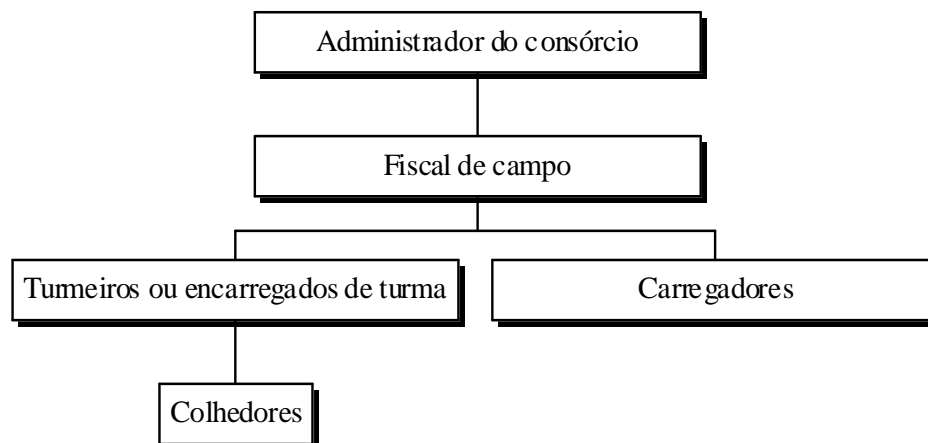 Administrador do consórcio
Fiscal de campo
Turmeiros ou encarregados de turma
Carregadores
Colhedores